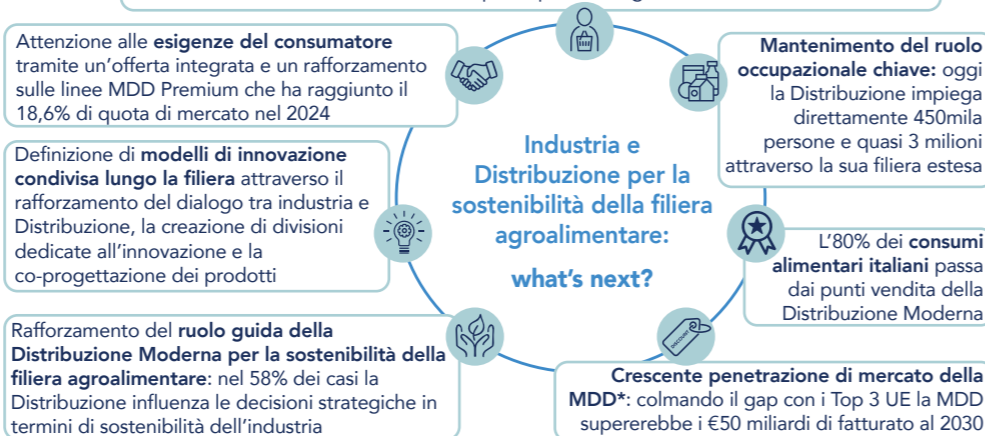 Attenzione alle esigenze del consumatore
tramite un'offerta integrata e un rafforzamento
sulle linee MDD Premium che ha raggiunto il
18,6% di quota di mercato nel 2024
Mantenimento del ruolo
occupazionale chiave: oggi
la Distribuzione impiega
direttamente 450mila
persone e quasi 3 milioni
attraverso la sua filiera estesa
Definizione di modelli di innovazione
condivisa lungo la filiera attraverso il
rafforzamento del dialogo tra industria e
Distribuzione, la creazione di divisioni
dedicate all'innovazione e la
co-progettazione dei prodotti
Industria e
Distribuzione per la
sostenibilità della filiera
agroalimentare:
what's next?
L'80% dei consumi
alimentari italiani passa
dai punti vendita della
Distribuzione Moderna
Rafforzamento del ruolo guida della
Distribuzione Moderna per la sostenibilità della
filiera agroalimentare: nel 58% dei casi la
Distribuzione influenza le decisioni strategiche in
termini di sostenibilità dell'industria
DISCOUNT
Crescente penetrazione di mercato della
MDD*: colmando il gap con i Top 3 UE la MDD
supererebbe i €50 miliardi di fatturato al 2030